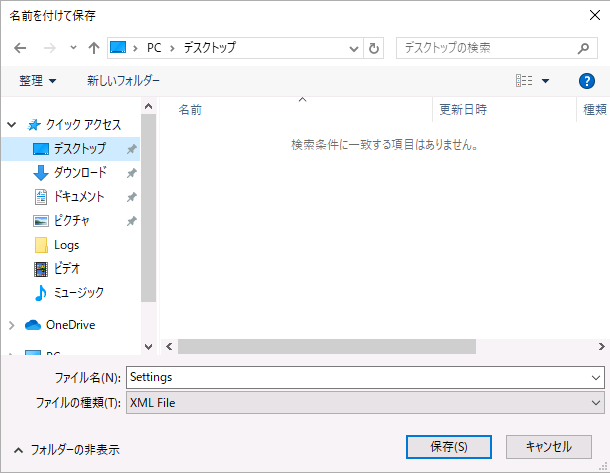 名前を付けて保存
PC > デスクトップ
デスクトップの検索
整理
新しいフォルダー
?
名前
更新日時
種類
クイック アクセス
検索条件に一致する項目はありません。
デスクトップ
ダウンロード
ドキュメント
ピクチャ
Logs
ビデオ
ミュージック
OneDrive
PC
ファイル名(N):
Settings
ファイルの種類(T):
XML File
フォルダーの非表示
保存(S)
キャンセル